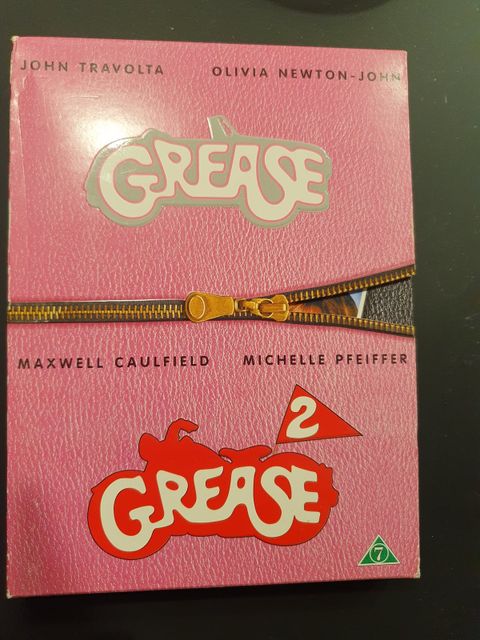 JOHN TRAVOLTA OLIVIA NEWTON-JOHN
GREASE
MAXWELL CAULFIELD MICHELLE PFEIFFER
2
GREASE
7